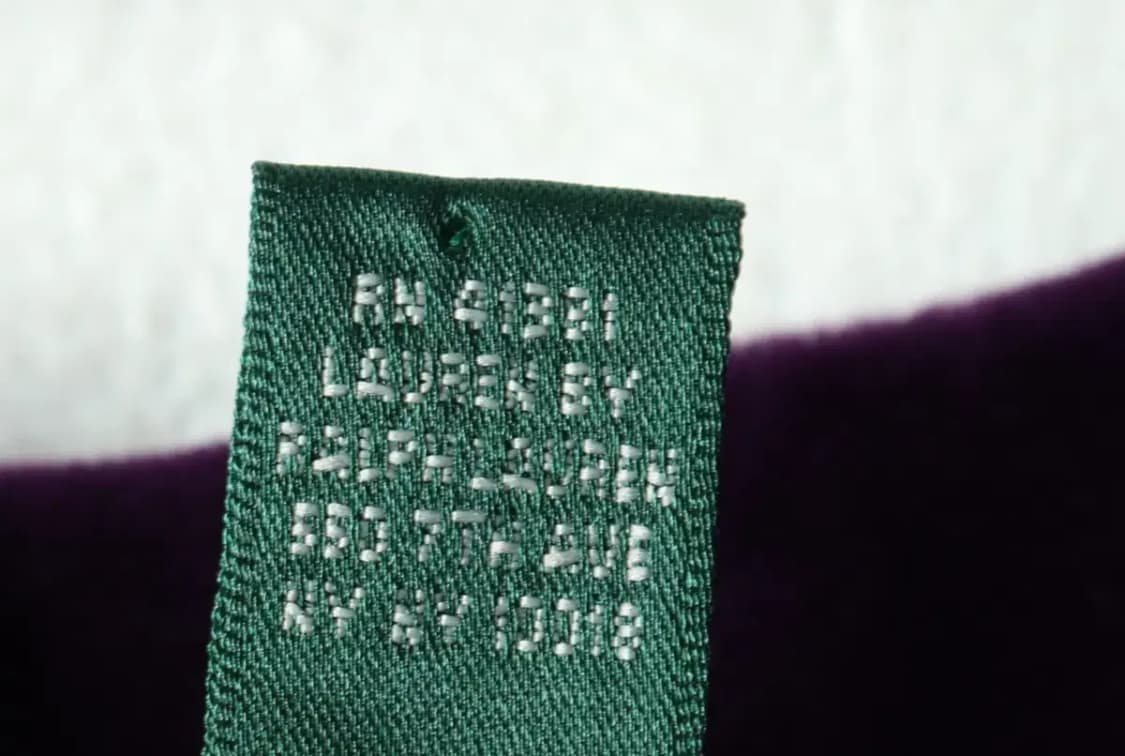 RN 41381
LAUREN BY
RALPH LAUREN
550 7TH AVE
NY NY 10018